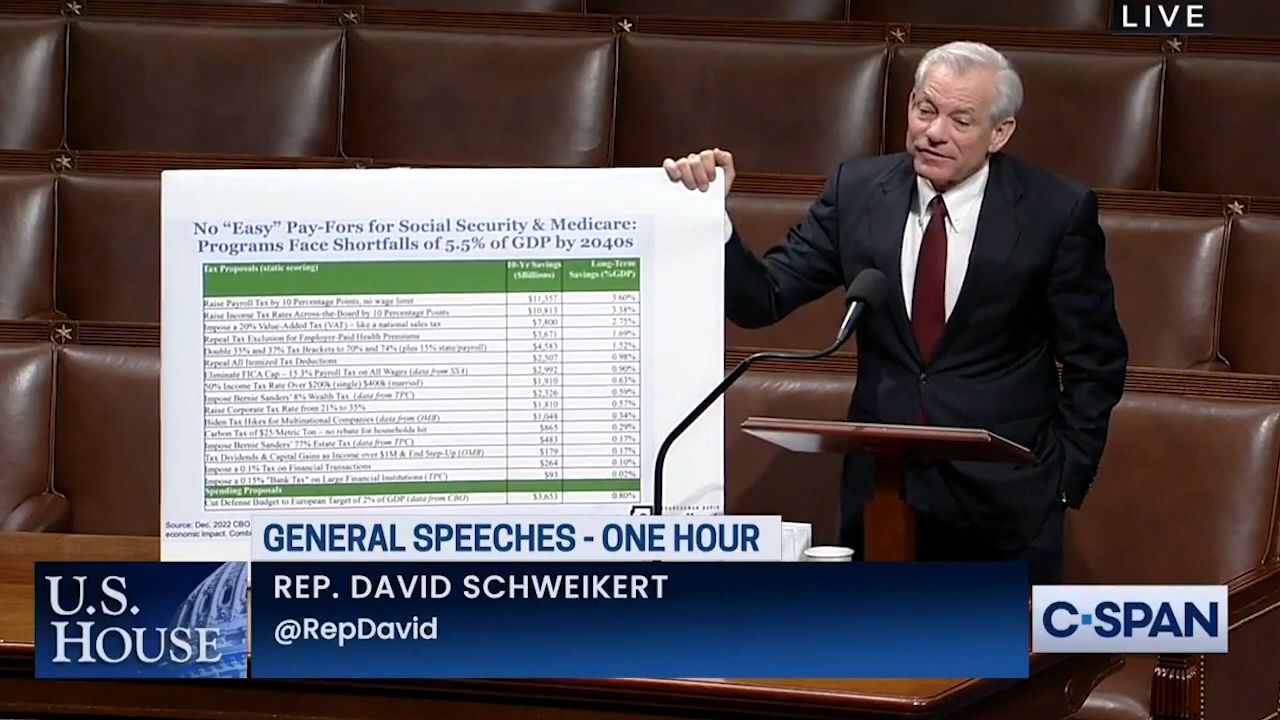 LIVE
No “Easy” Pay-Fors for Social Security & Medicare:
Programs Face Shortfalls of 5.5% of GDP by 2040s
Tax Proposals (static scoring) 10-Yr Savings ($Billions) Long-Term Savings (%GDP)
Raise Payroll Tax by 10 Percentage Points, no wage limit $11,357 3.60%
Raise Income Tax Rates Across-the-Board by 10 Percentage Points $10,813 3.38%
Impose a 20% Value-Added Tax (VAT) – like a national sales tax $7,800 2.75%
Repeal Tax Exclusion for Employer-Paid Health Premiums $3,671 1.69%
Double 35% and 37% Tax Brackets to 70% and 74% (plus 15% state/payroll) $4,583 1.52%
Repeal All Itemized Tax Deductions $2,507 0.98%
Eliminate FICA Cap – 15.3% Payroll Tax on All Wages (data from SSA) $2,992 0.90%
50% Income Tax Rate Over $200k (single) $400k (married) $1,910 0.63%
Impose Bernie Sanders' 8% Wealth Tax (data from TPC) $2,326 0.59%
Raise Corporate Tax Rate from 21% to 35% $1,810 0.57%
Biden Tax Hikes for Multinational Companies (data from OMB) $1,048 0.34%
Carbon Tax of $25/Metric Ton – no rebate for households hit $865 0.29%
Impose Bernie Sanders' 77% Estate Tax (data from TPC) $483 0.17%
Tax Dividends & Capital Gains as Income over $1M & End Step-Up (OMB) $179 0.17%
Impose a 0.1% Tax on Financial Transactions $264 0.10%
Impose a 0.15% "Bank Tax" on Large Financial Institutions (TPC) $93 0.02%
Spending Proposals
Cut Defense Budget to European Target of 2% of GDP (data from CBO) $3,653 0.80%
Source: Dec. 2022 CBO
economic impact.
GENERAL SPEECHES - ONE HOUR
U.S. HOUSE
REP. DAVID SCHWEIKERT
@RepDavid
C-SPAN